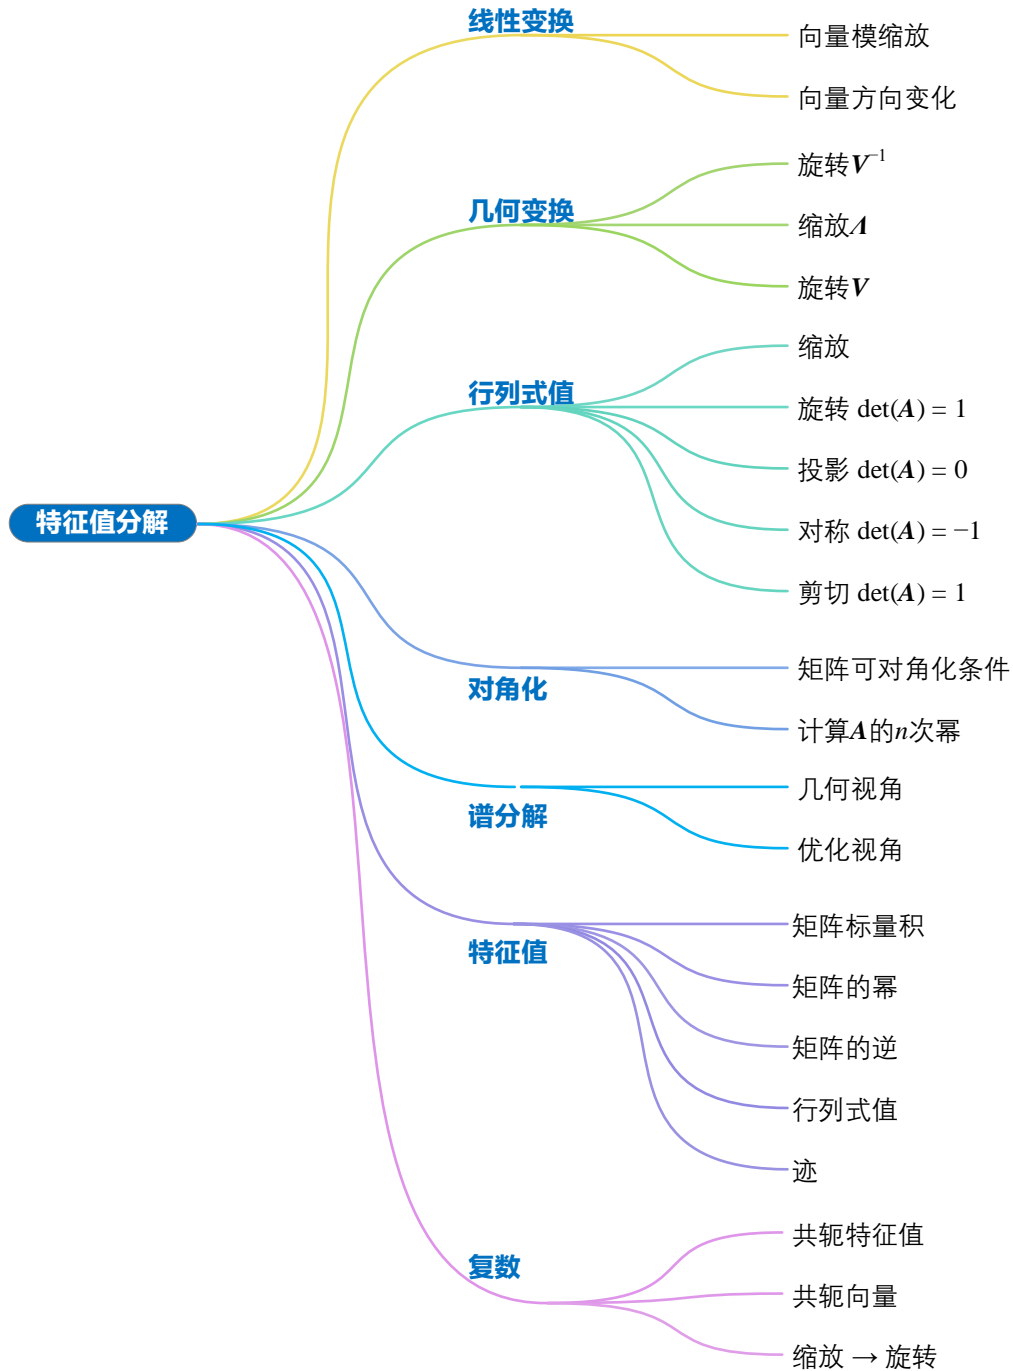 特征值分解
线性变换
向量模缩放
向量方向变化
几何变换
旋转V⁻¹
缩放Λ
旋转V
行列式值
缩放
旋转 det(A) = 1
投影 det(A) = 0
对称 det(A) = −1
剪切 det(A) = 1
对角化
矩阵可对角化条件
计算A的n次幂
谱分解
几何视角
优化视角
特征值
矩阵标量积
矩阵的幂
矩阵的逆
行列式值
迹
复数
共轭特征值
共轭向量
缩放 → 旋转